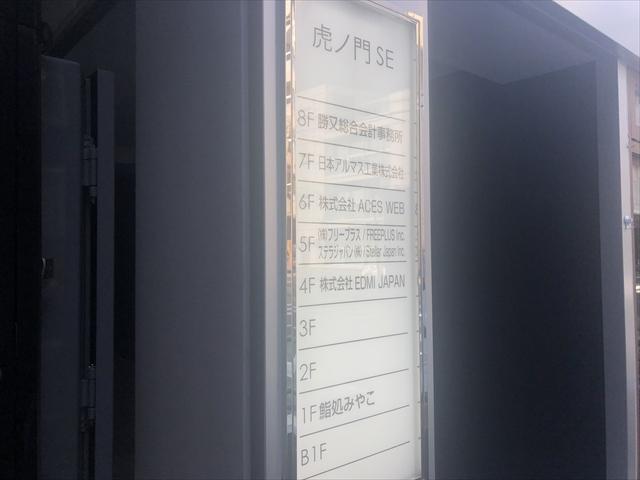 虎ノ門 SE
8F 勝又総合会計事務所
7F 日本アルマス工業株式会社
6F 株式会社 ACES WEB
5F ㈲フリープラス / FREEPLUS Inc.
ステラジャパン㈱ / Stellar Japan Inc.
4F 株式会社 EDMI JAPAN
3F
2F
1F 鮨処みやこ
B1F